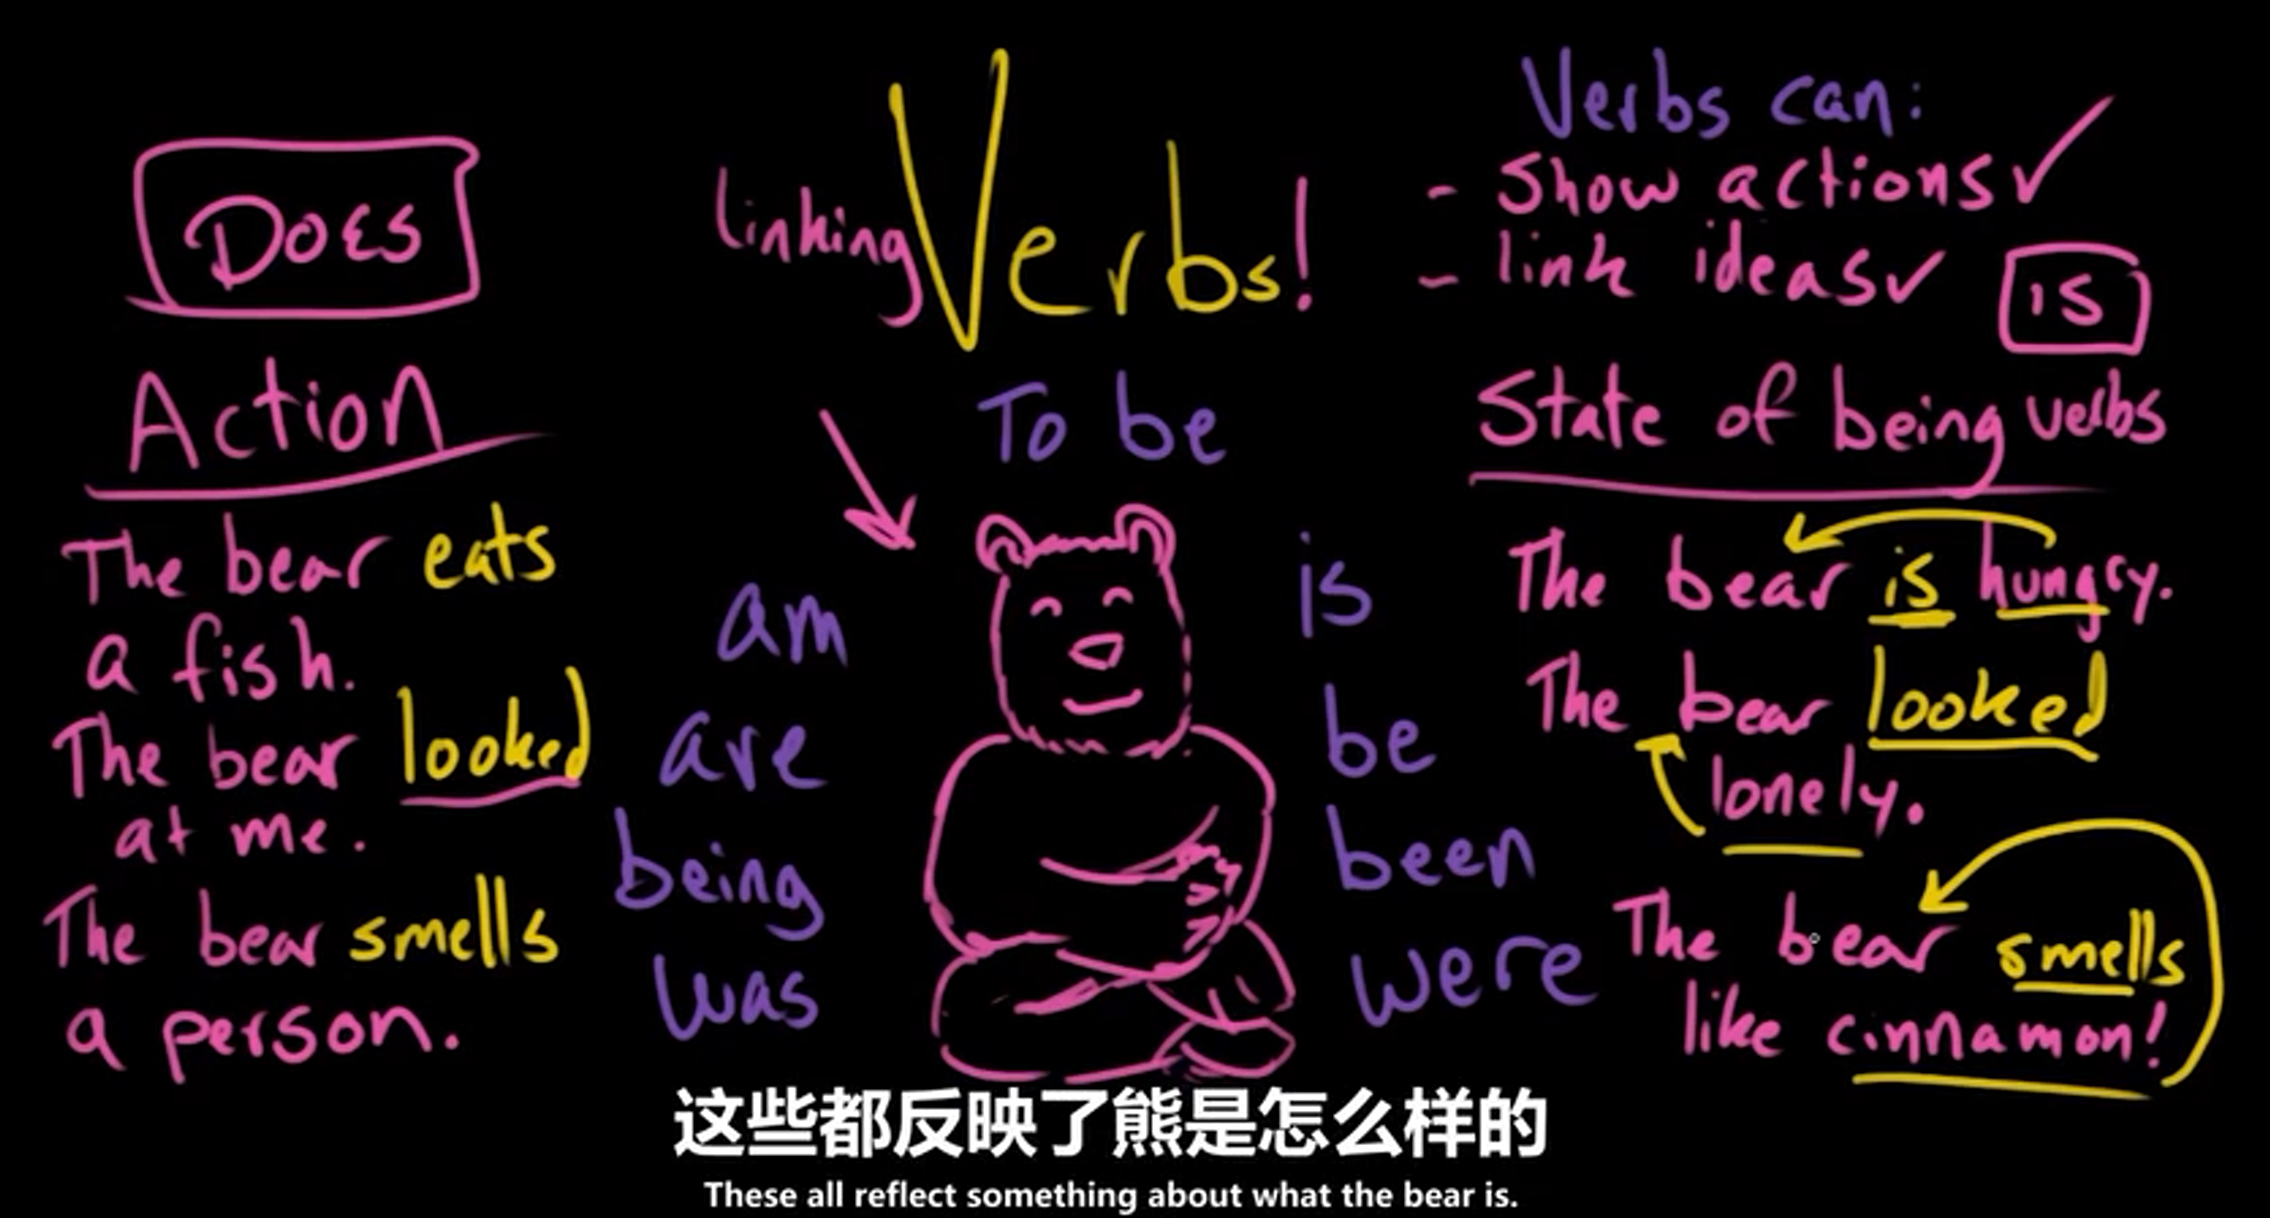 Does
Action
The bear eats
a fish.
The bear looked
at me.
The bear smells
a person.
linking Verbs!
To be
am
are
being
was
is
be
been
were
Verbs can:
- Show actions ✓
- link ideas ✓
is
State of being verbs
The bear is hungry.
The bear looked
lonely.
The bear smells
like cinnamon!
这些都反映了熊是怎么样的
These all reflect something about what the bear is.